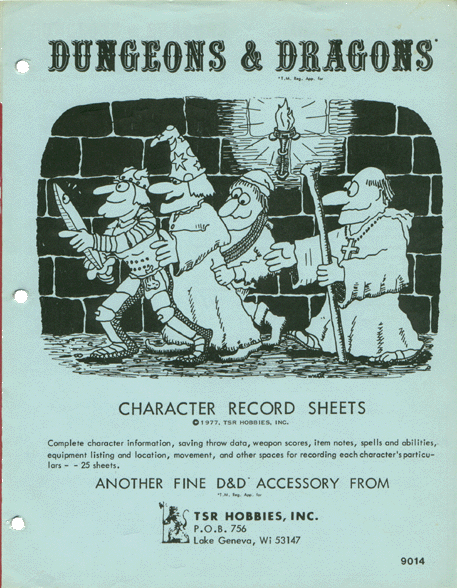 DUNGEONS & DRAGONS*
*T.M. Reg. App. for
CHARACTER RECORD SHEETS
©1977, TSR HOBBIES, INC.
Complete character information, saving throw data, weapon scores, item notes, spells and abilities,
equipment listing and location, movement, and other spaces for recording each character's particu-
lars - - 25 sheets.
ANOTHER FINE D&D* ACCESSORY FROM
*T.M. Reg. App. for
TSR HOBBIES, INC.
P.O.B. 756
Lake Geneva, Wi 53147
9014